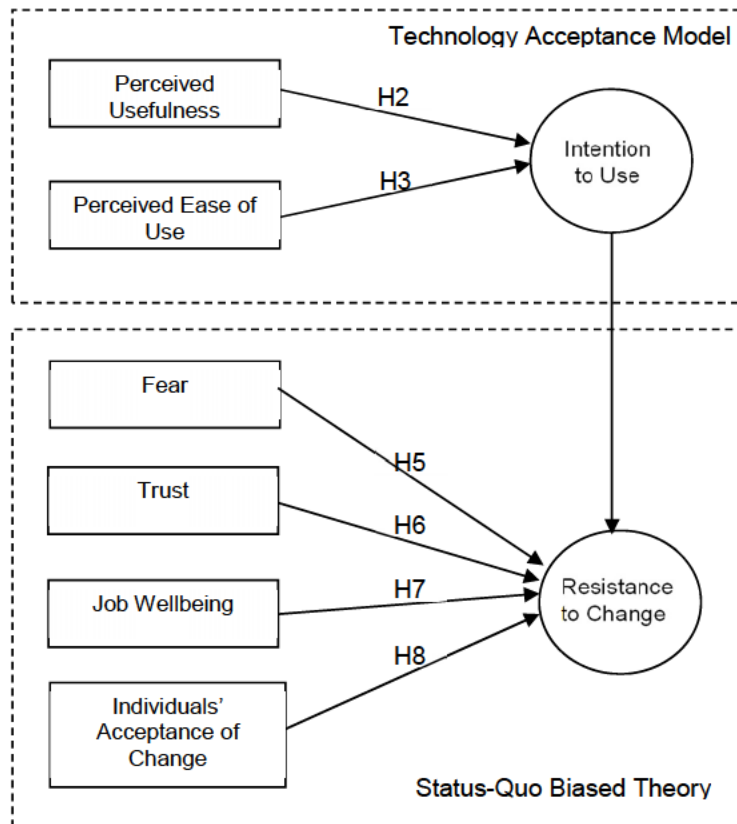 Technology Acceptance Model
Perceived
Usefulness
H2
Intention
to Use
H3
Perceived Ease of
Use
Fear
H5
Trust
H6
Job Wellbeing
H7
Resistance
to Change
H8
Individuals’
Acceptance of
Change
Status-Quo Biased Theory